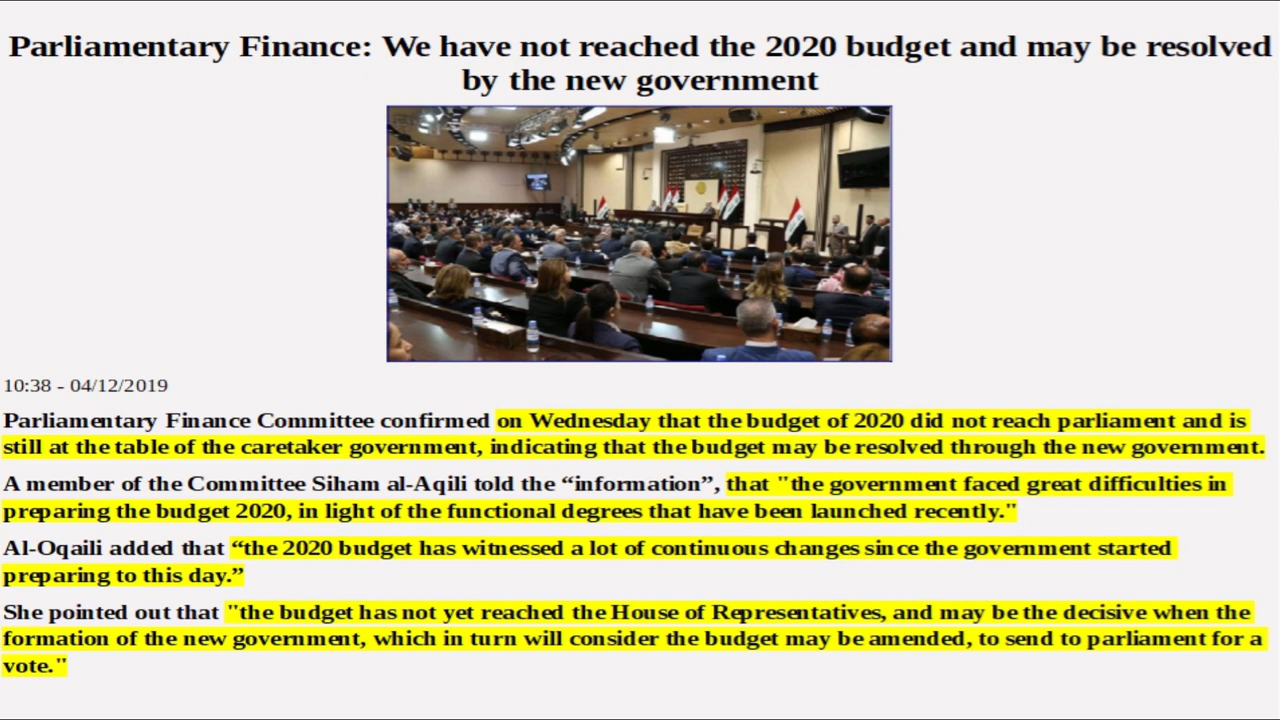 Parliamentary Finance: We have not reached the 2020 budget and may be resolved
by the new government
10:38 - 04/12/2019
Parliamentary Finance Committee confirmed on Wednesday that the budget of 2020 did not reach parliament and is
still at the table of the caretaker government, indicating that the budget may be resolved through the new government.
A member of the Committee Siham al-Aqili told the “information”, that "the government faced great difficulties in
preparing the budget 2020, in light of the functional degrees that have been launched recently."
Al-Oqaili added that “the 2020 budget has witnessed a lot of continuous changes since the government started
preparing to this day.”
She pointed out that "the budget has not yet reached the House of Representatives, and may be the decisive when the
formation of the new government, which in turn will consider the budget may be amended, to send to parliament for a
vote."